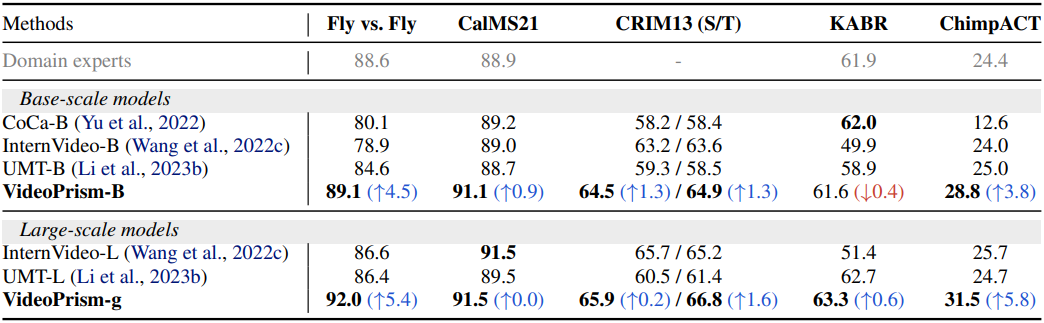 Methods Fly vs. Fly CalMS21 CRIM13 (S/T) KABR ChimpACT
Domain experts 88.6 88.9 - 61.9 24.4
Base-scale models
CoCa-B (Yu et al., 2022) 80.1 89.2 58.2 / 58.4 62.0 12.6
InternVideo-B (Wang et al., 2022c) 78.9 89.0 63.2 / 63.6 49.9 24.0
UMT-B (Li et al., 2023b) 84.6 88.7 59.3 / 58.5 58.9 25.0
VideoPrism-B 89.1 (↑4.5) 91.1 (↑0.9) 64.5 (↑1.3) / 64.9 (↑1.3) 61.6 (↓0.4) 28.8 (↑3.8)
Large-scale models
InternVideo-L (Wang et al., 2022c) 86.6 91.5 65.7 / 65.2 51.4 25.7
UMT-L (Li et al., 2023b) 86.4 89.5 60.5 / 61.4 62.7 24.7
VideoPrism-g 92.0 (↑5.4) 91.5 (↑0.0) 65.9 (↑0.2) / 66.8 (↑1.6) 63.3 (↑0.6) 31.5 (↑5.8)